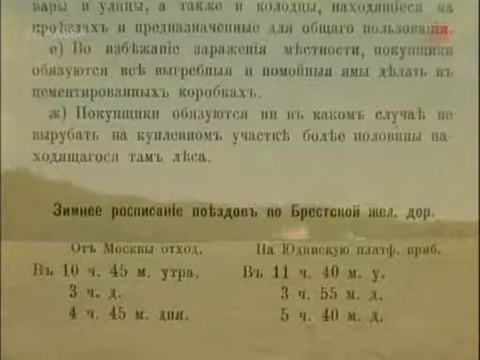 вары и улицы, а также и колодцы, находящіеся на
проѣздахъ и предназначенные для общаго пользованія.
е) Во избѣжаніе зараженія мѣстности, покупщики
обязуются всѣ выгребныя и помойныя ямы дѣлать въ
цементированныхъ коробкахъ.
ж) Покупщики обязуются ни въ какомъ случаѣ не
вырубать на купленномъ участкѣ болѣе половины на-
ходящагося тамъ лѣса.
Зимнее росписаніе поѣздовъ по Брестской жел. дор.
Отъ Москвы отход. На Юдинскую платф. приб.
Въ 10 ч. 45 м. утра. Въ 11 ч. 40 м. у.
3 ч. д. 3 ч. 55 м. д.
4 ч. 45 м. дня. 5 ч. 40 м. д.